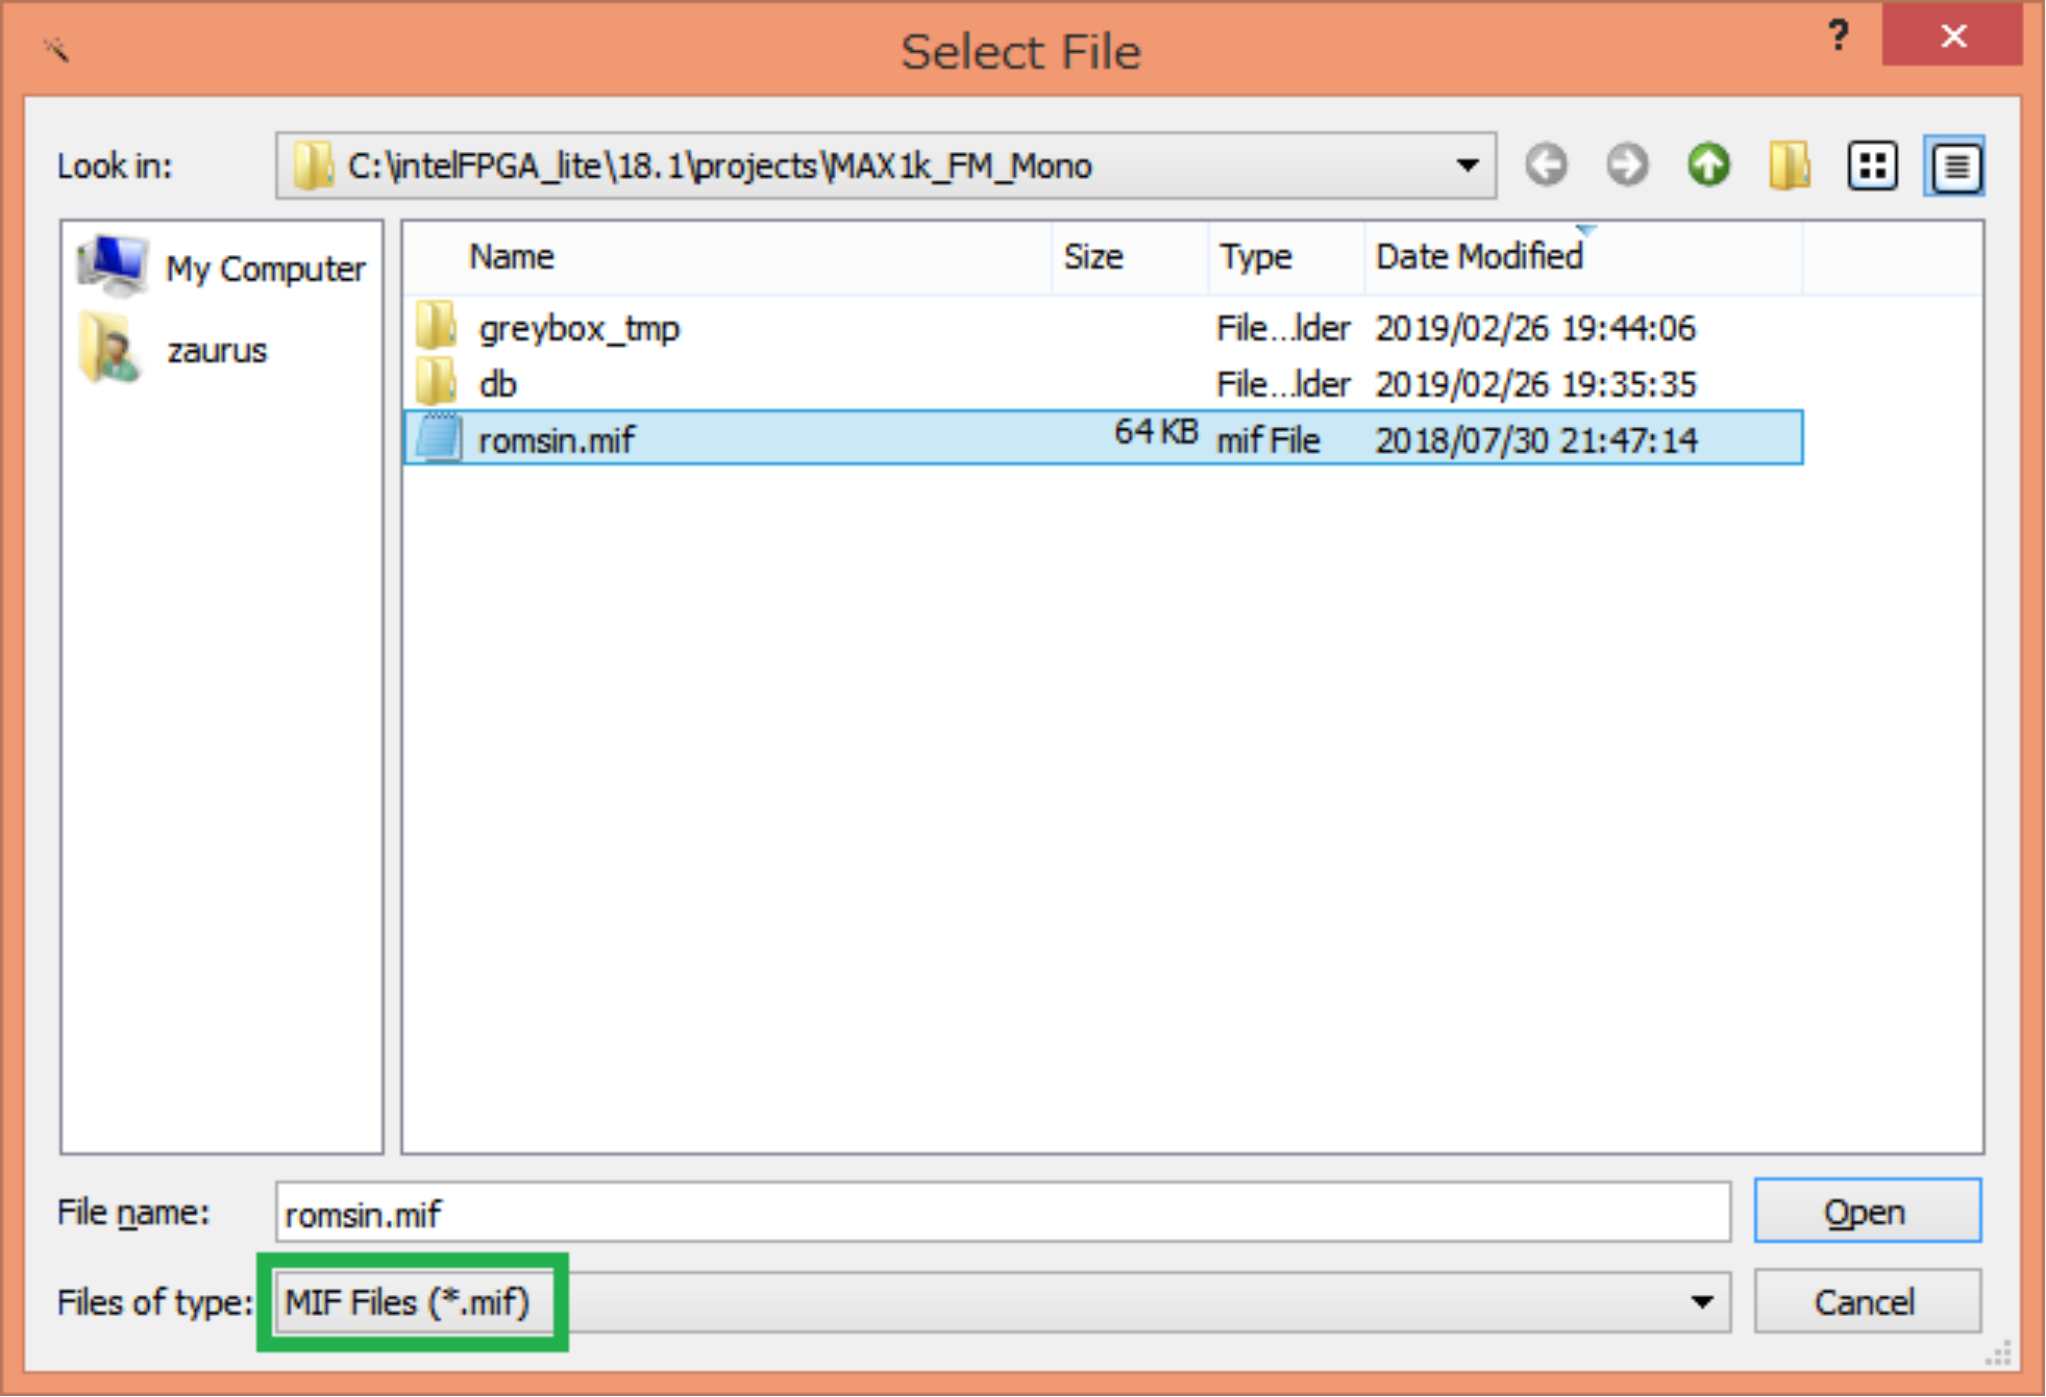 Select File
?
Look in: C:\intelFPGA_lite\18.1\projects\MAX1k_FM_Mono
My Computer
zaurus
Name Size Type Date Modified
greybox_tmp File...lder 2019/02/26 19:44:06
db File...lder 2019/02/26 19:35:35
romsin.mif 64 KB mif File 2018/07/30 21:47:14
File name: romsin.mif Open
Files of type: MIF Files (*.mif) Cancel